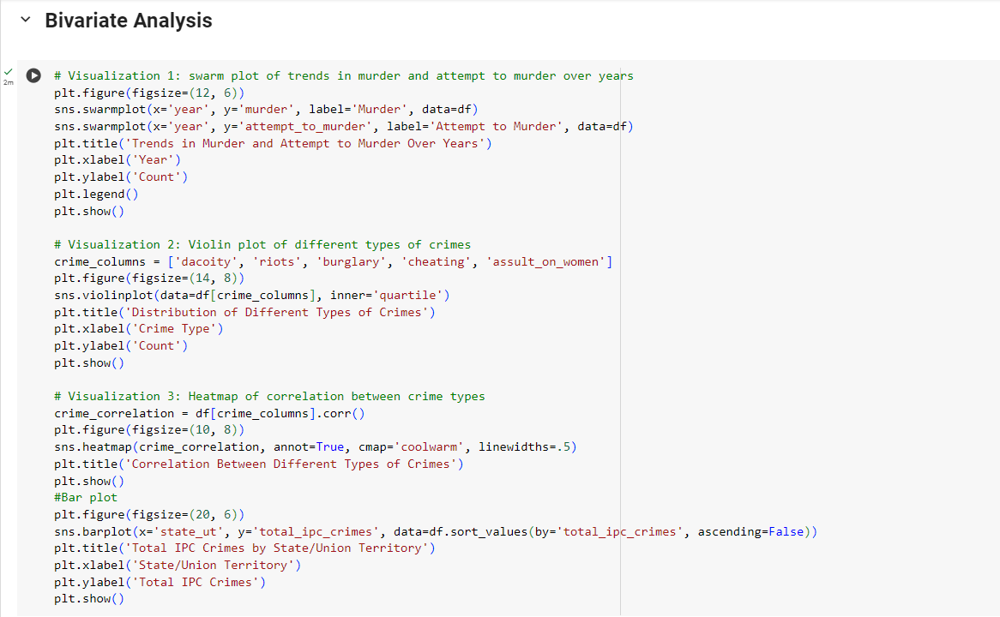 Bivariate Analysis
2m
# Visualization 1: swarm plot of trends in murder and attempt to murder over years
plt.figure(figsize=(12, 6))
sns.swarmplot(x='year', y='murder', label='Murder', data=df)
sns.swarmplot(x='year', y='attempt_to_murder', label='Attempt to Murder', data=df)
plt.title('Trends in Murder and Attempt to Murder Over Years')
plt.xlabel('Year')
plt.ylabel('Count')
plt.legend()
plt.show()
# Visualization 2: Violin plot of different types of crimes
crime_columns = ['dacoity', 'riots', 'burglary', 'cheating', 'assult_on_women']
plt.figure(figsize=(14, 8))
sns.violinplot(data=df[crime_columns], inner='quartile')
plt.title('Distribution of Different Types of Crimes')
plt.xlabel('Crime Type')
plt.ylabel('Count')
plt.show()
# Visualization 3: Heatmap of correlation between crime types
crime_correlation = df[crime_columns].corr()
plt.figure(figsize=(10, 8))
sns.heatmap(crime_correlation, annot=True, cmap='coolwarm', linewidths=.5)
plt.title('Correlation Between Different Types of Crimes')
plt.show()
#Bar plot
plt.figure(figsize=(20, 6))
sns.barplot(x='state_ut', y='total_ipc_crimes', data=df.sort_values(by='total_ipc_crimes', ascending=False))
plt.title('Total IPC Crimes by State/Union Territory')
plt.xlabel('State/Union Territory')
plt.ylabel('Total IPC Crimes')
plt.show()